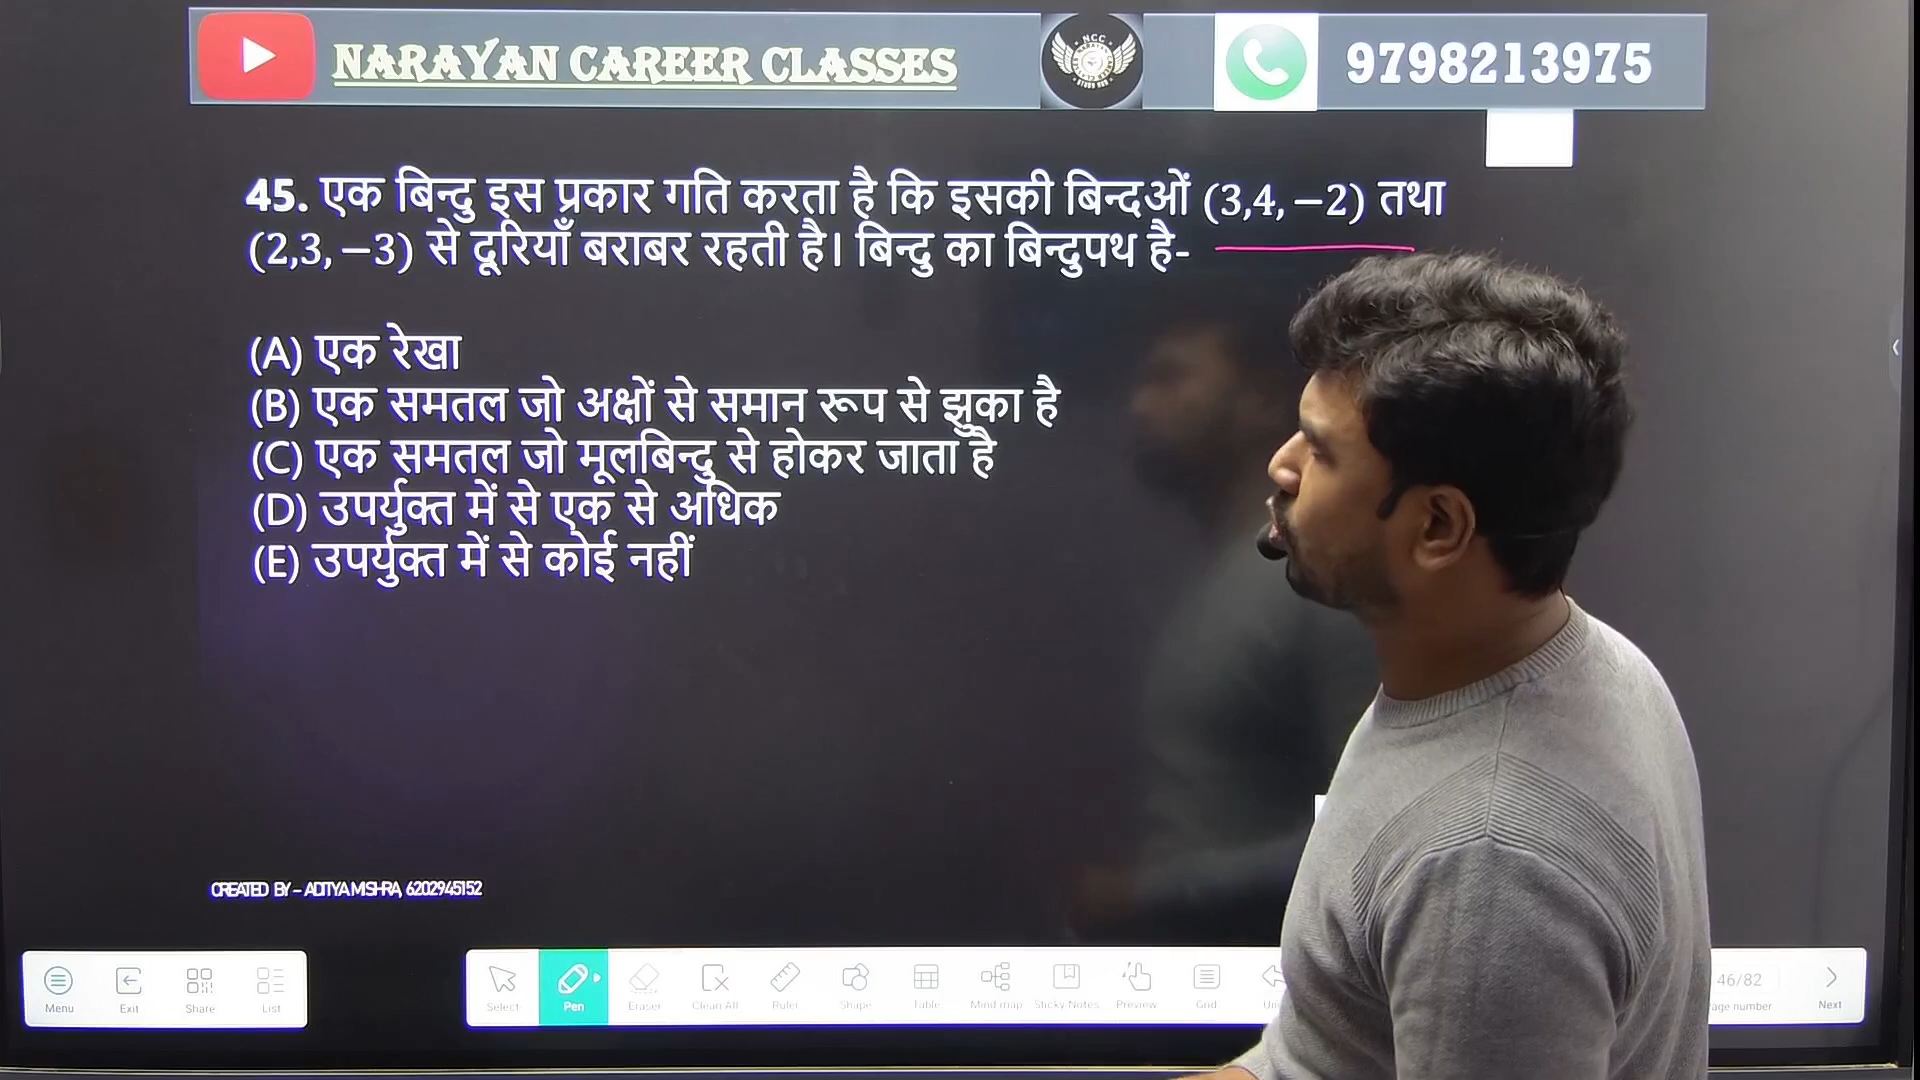 NARAYAN CAREER CLASSES
NCC
9798213975
45. एक बिन्दु इस प्रकार गति करता है कि इसकी बिन्दओं (3,4,−2) तथा
(2,3,−3) से दूरियाँ बराबर रहती है। बिन्दु का बिन्दुपथ है-
(A) एक रेखा
(B) एक समतल जो अक्षों से समान रूप से झुका है
(C) एक समतल जो मूलबिन्दु से होकर जाता है
(D) उपर्युक्त में से एक से अधिक
(E) उपर्युक्त में से कोई नहीं
CREATED BY – ADITYA MISHRA, 6202945152
Menu Exit Share List
Select Pen Eraser Clean All Ruler Shape Table Mind map Sticky Notes Preview Grid
46/82
Next